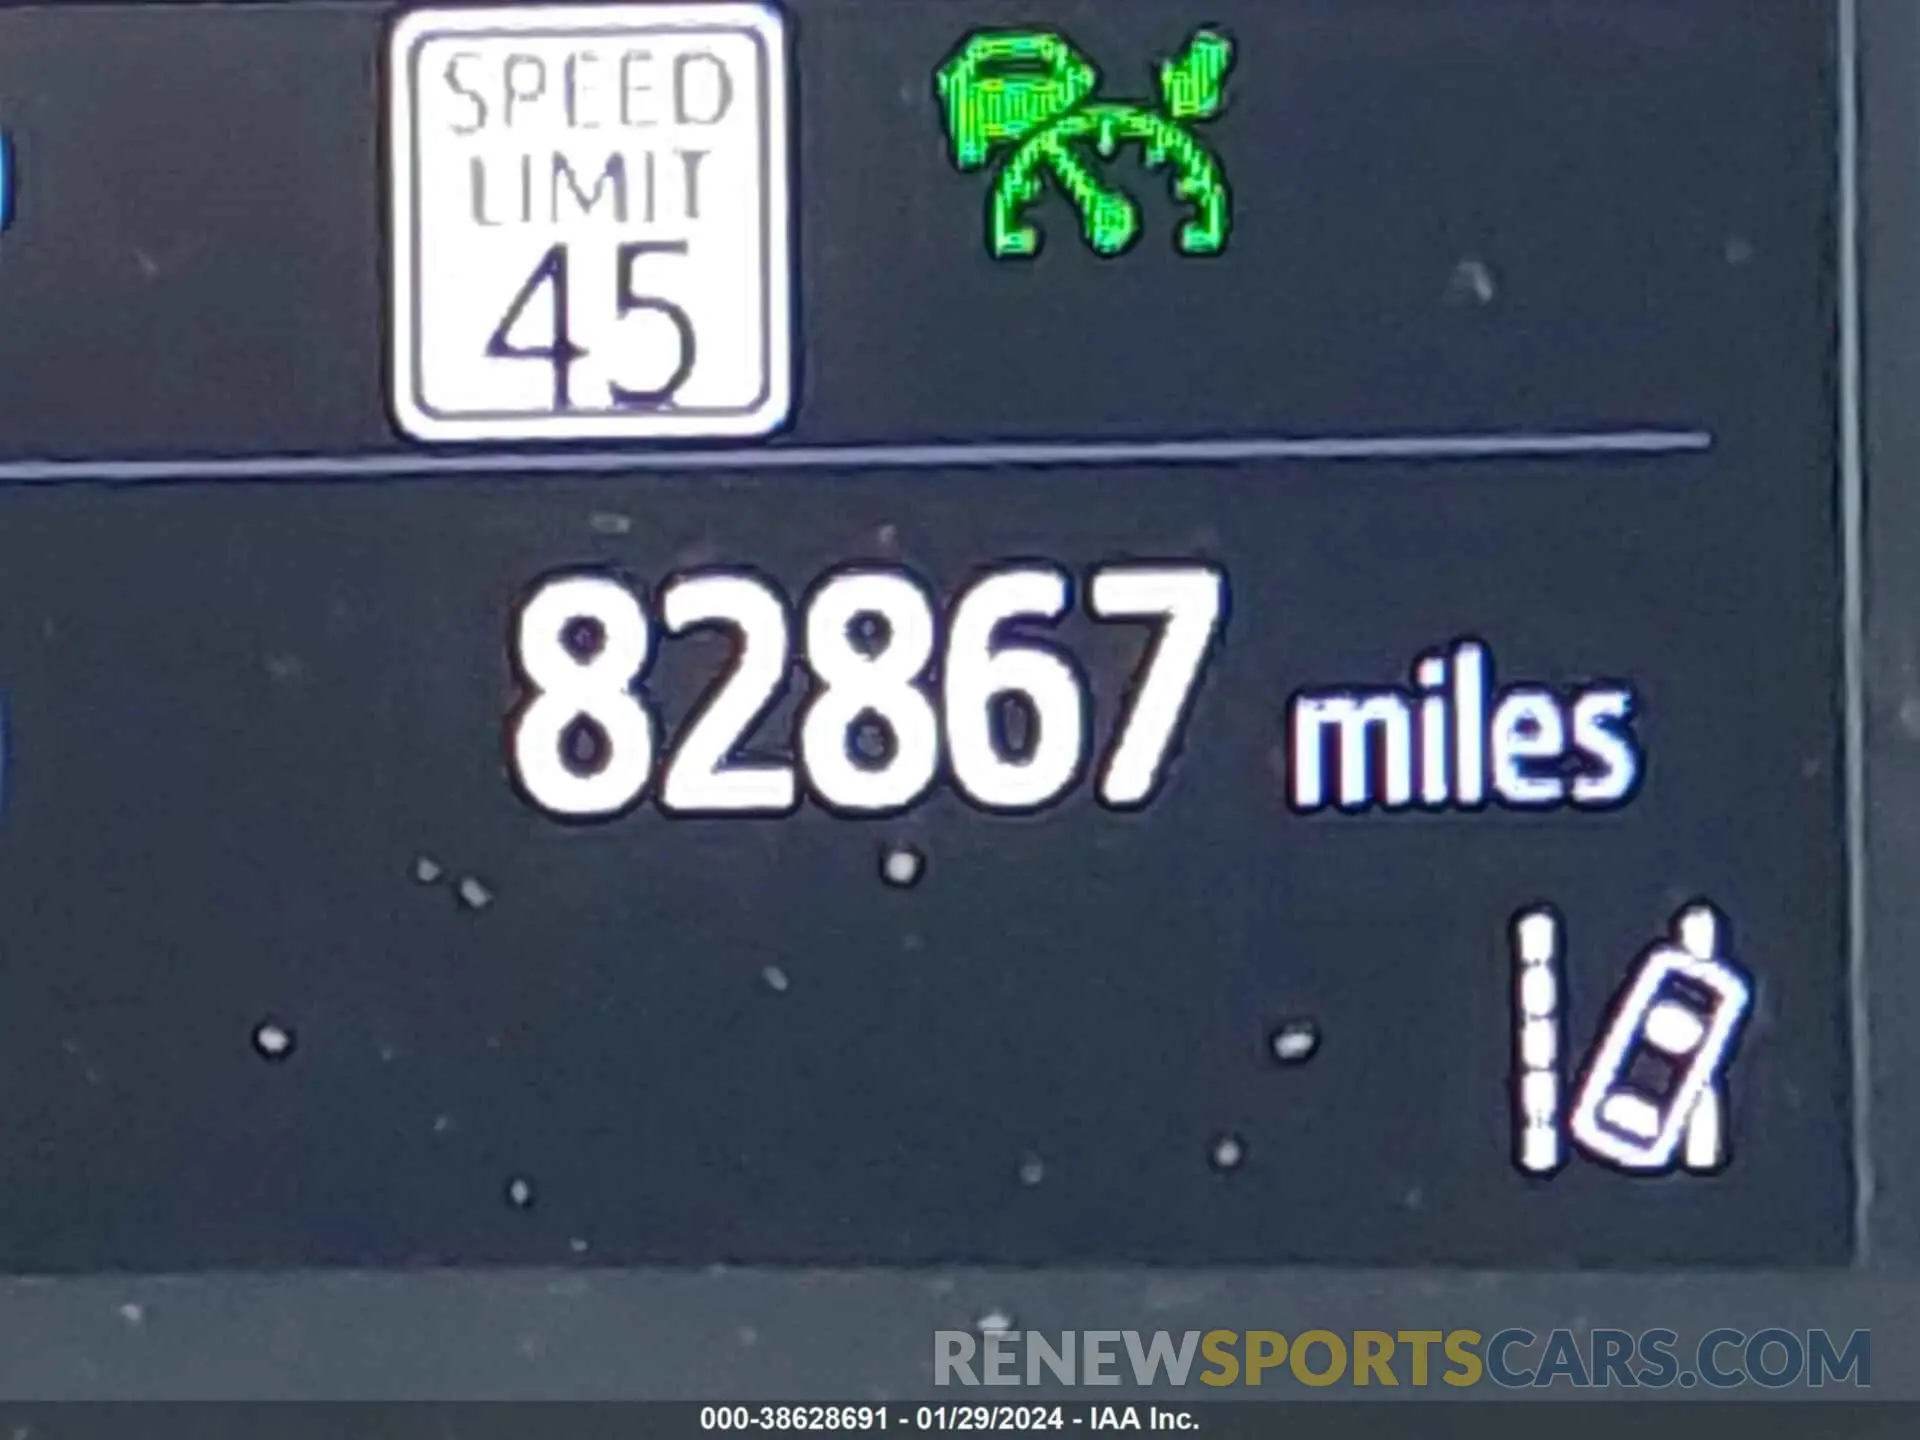 SPEED
LIMIT
45
82867 miles
RENEWSPORTSCARS.COM
000-38628691 - 01/29/2024 - IAA Inc.